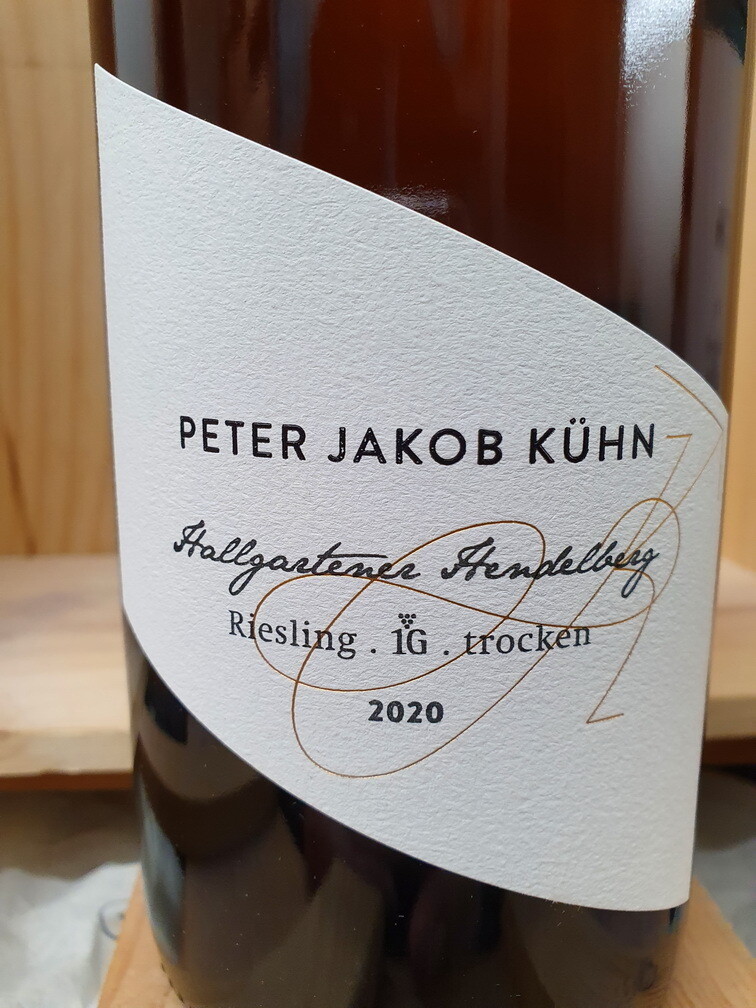 PETER JAKOB KÜHN
Hallgartener Hendelberg
Riesling . 1G . trocken
2020